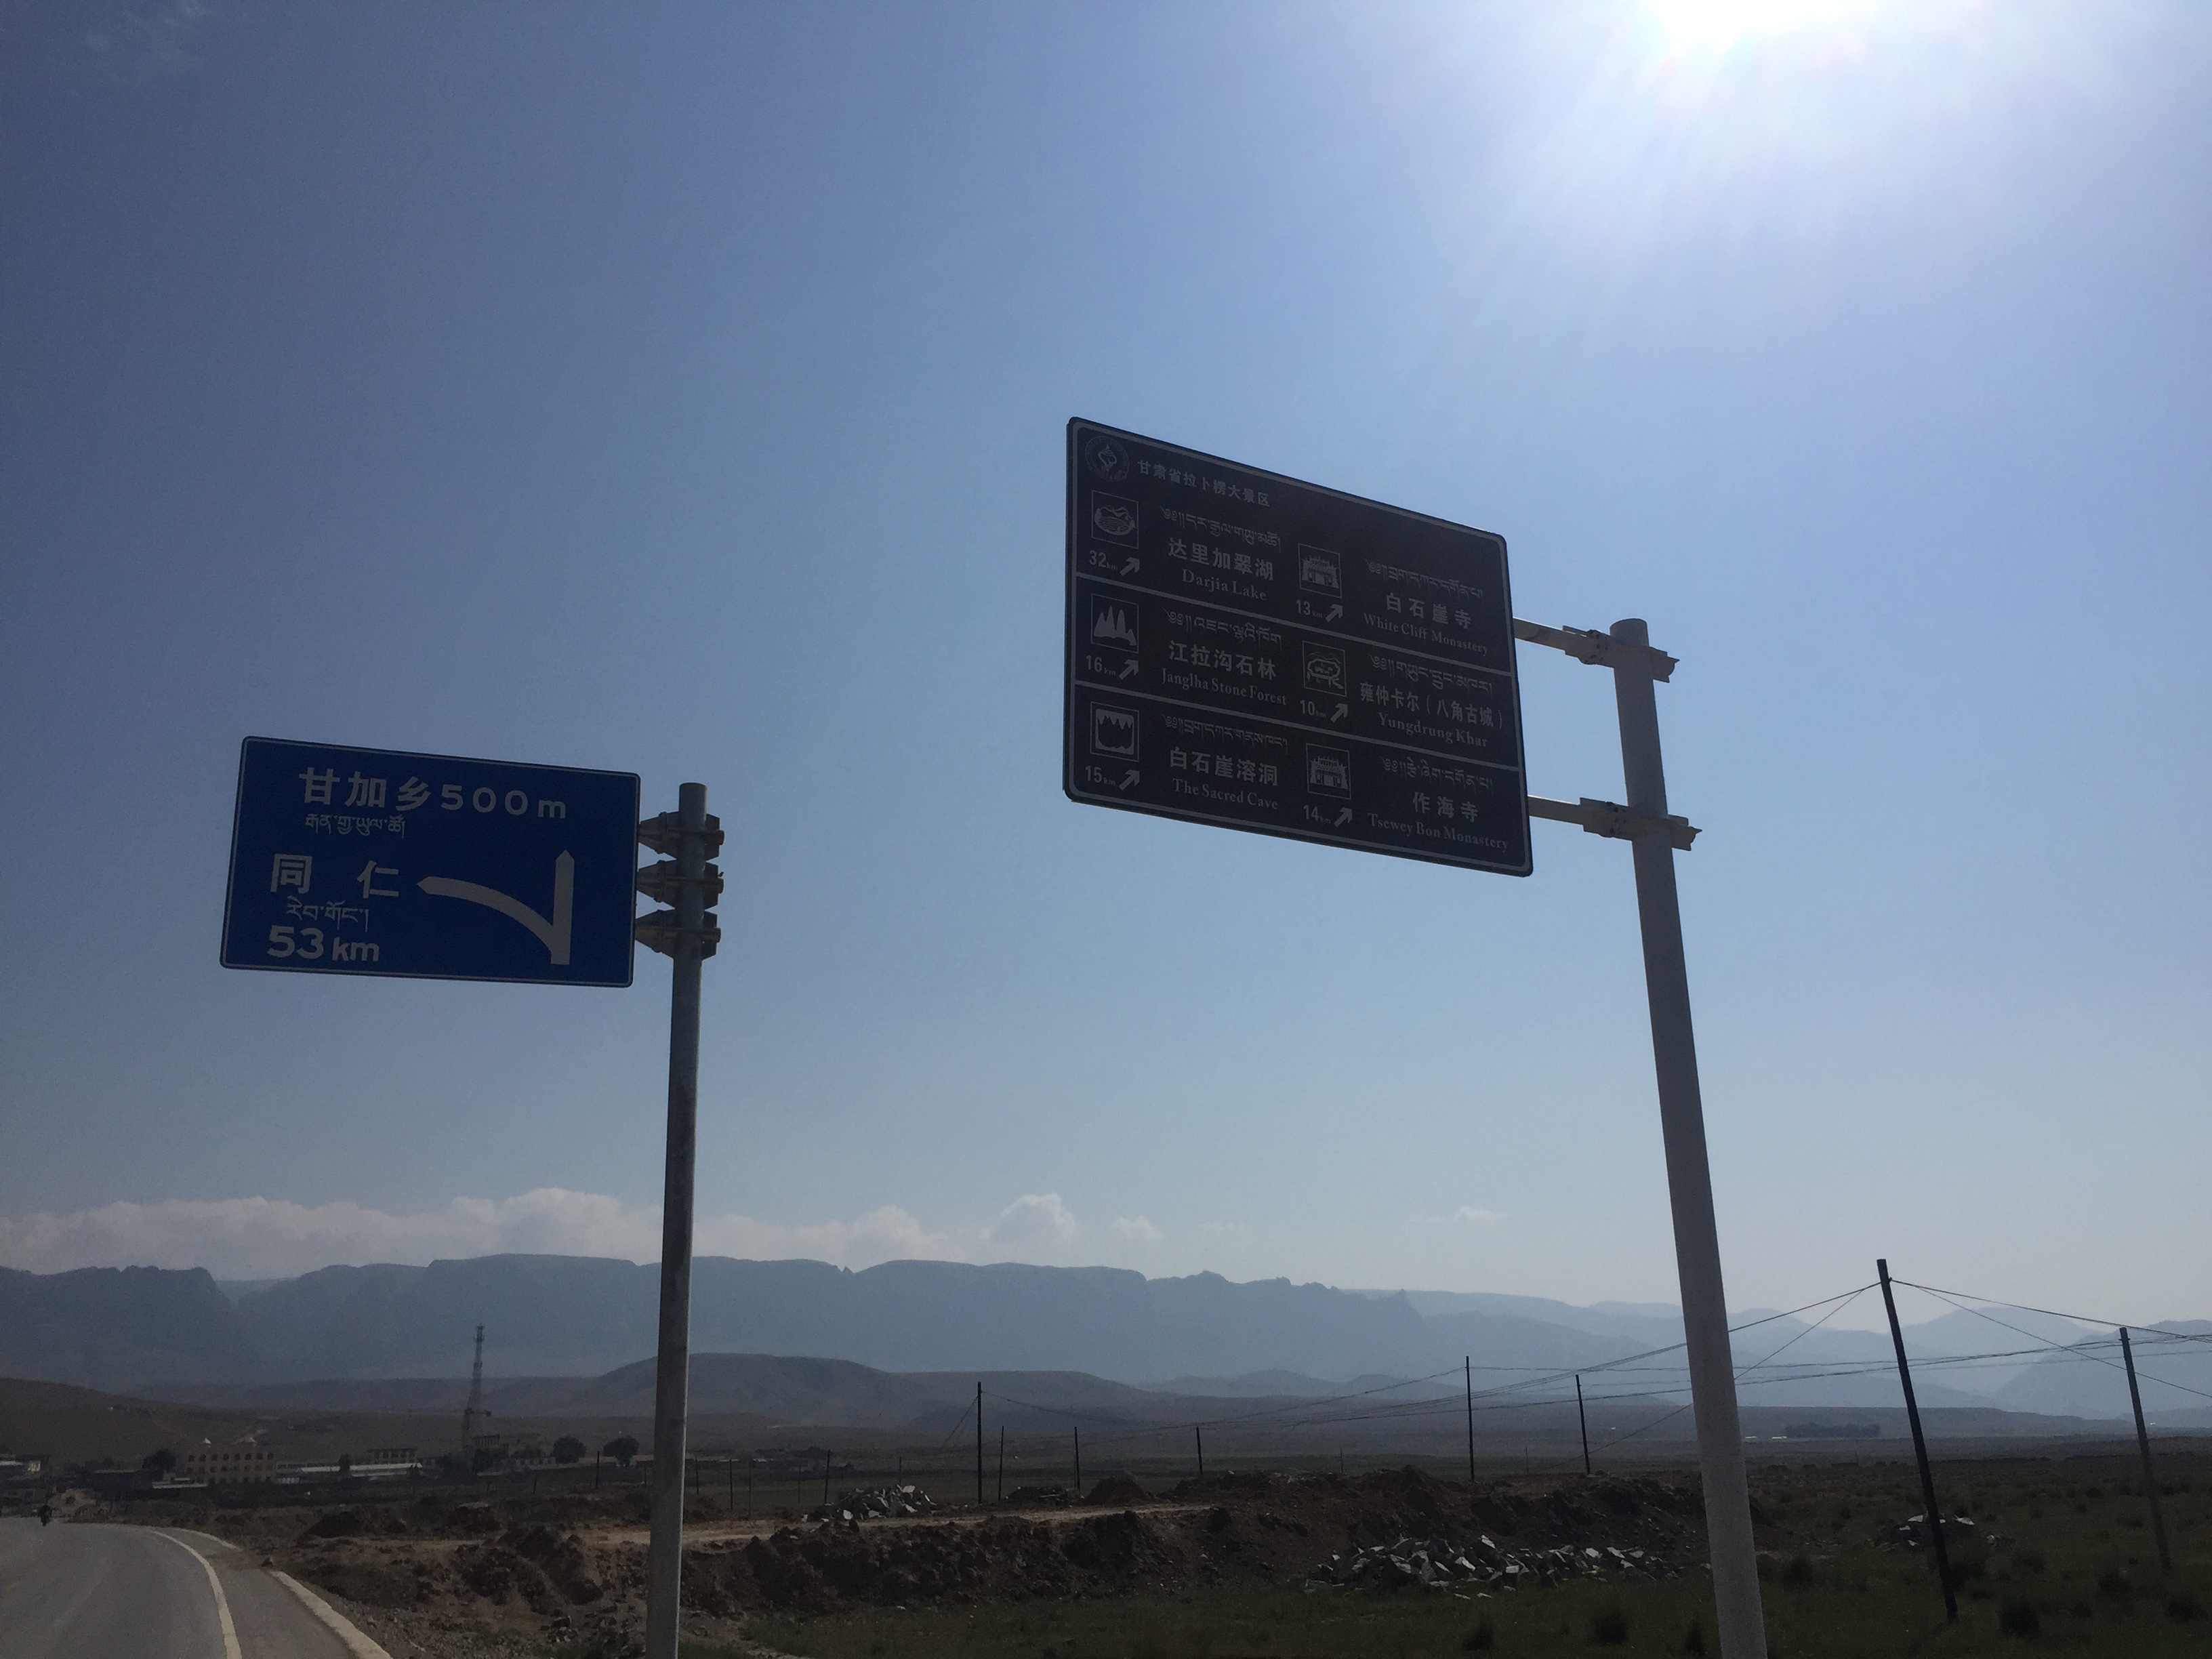 甘加乡500m
རྒན་གྱ་ཡུལ་ཚོ།
同 仁
རེབ་གོང་།
53km
甘肃省拉卜楞大景区
达里加翠湖
Darjia Lake
32km
白石崖寺
White Cliff Monastery
13km
江拉沟石林
Janglha Stone Forest
16km
雍仲卡尔（八角古城）
Yungdrung Khar
10km
白石崖溶洞
The Sacred Cave
15km
作海寺
Tsewey Bon Monastery
14km